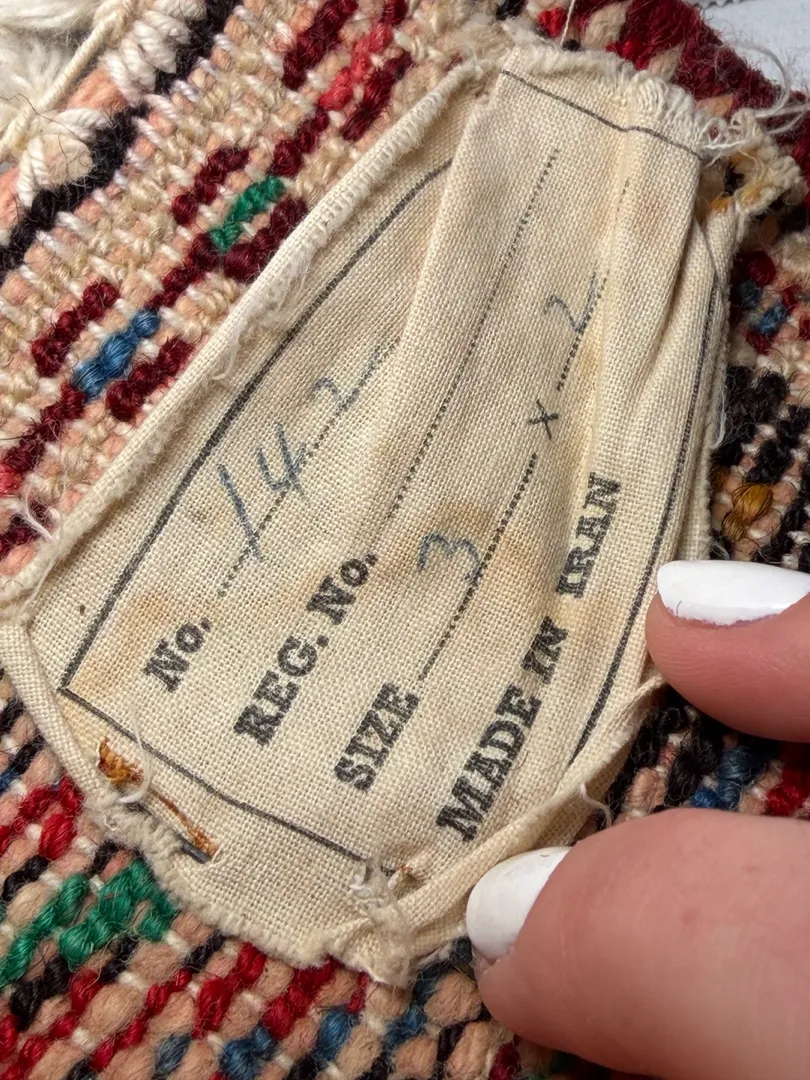 No. 142
REG. No.
SIZE 3 x 2
MADE IN IRAN